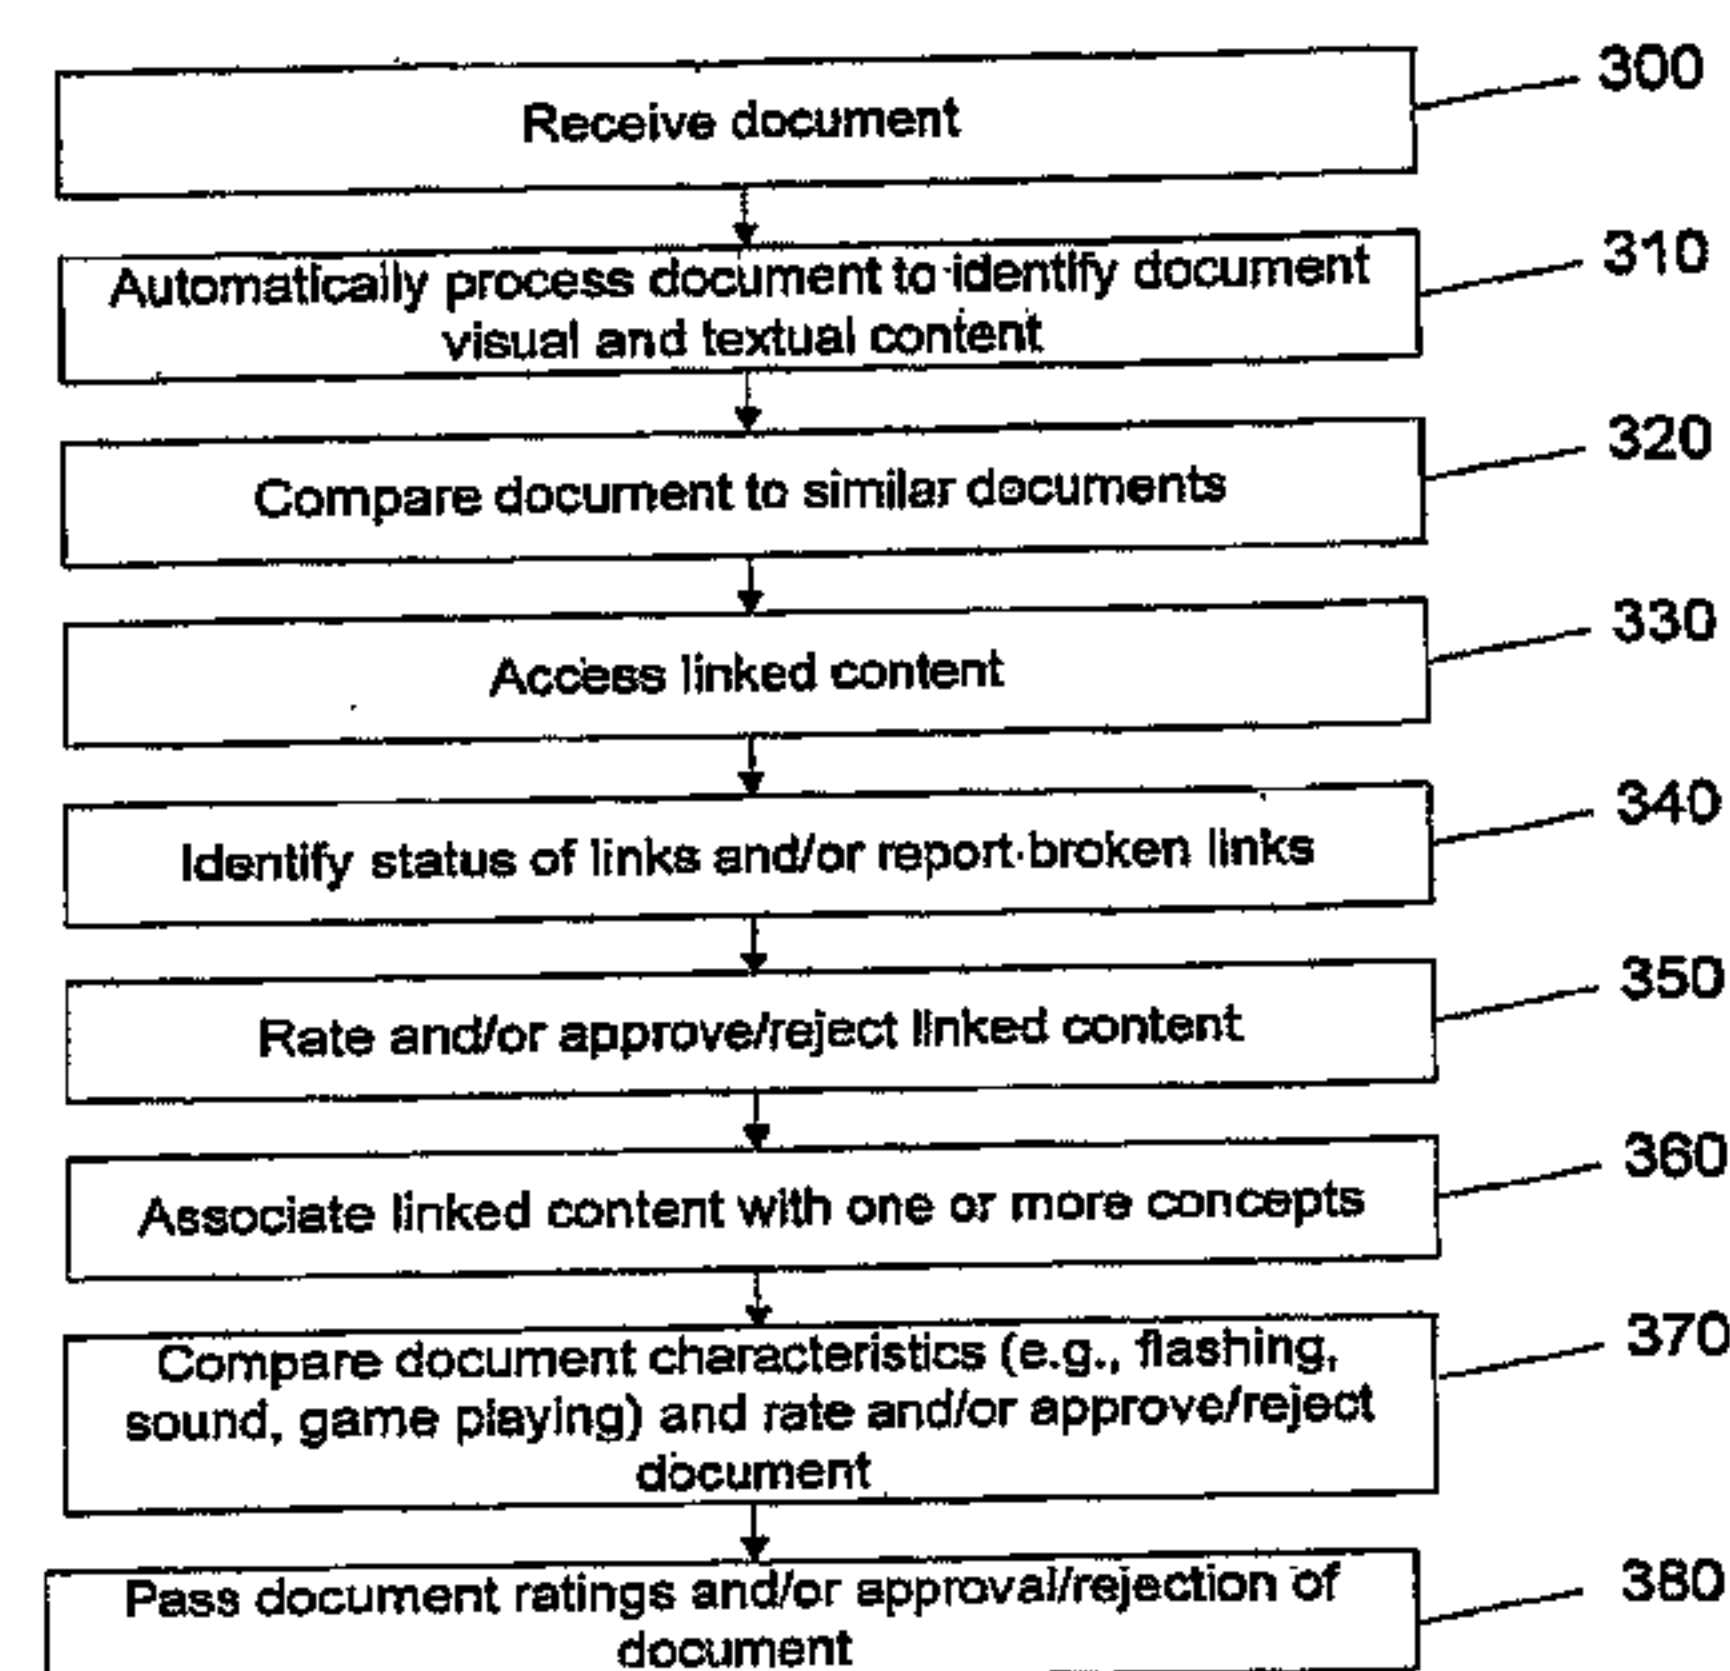 Receive document
300
Automatically process document to identify document
visual and textual content
310
Compare document to similar documents
320
Access linked content
330
Identify status of links and/or report broken links
340
Rate and/or approve/reject linked content
350
Associate linked content with one or more concepts
360
Compare document characteristics (e.g., flashing,
sound, game playing) and rate and/or approve/reject
document
370
Pass document ratings and/or approval/rejection of
document
380